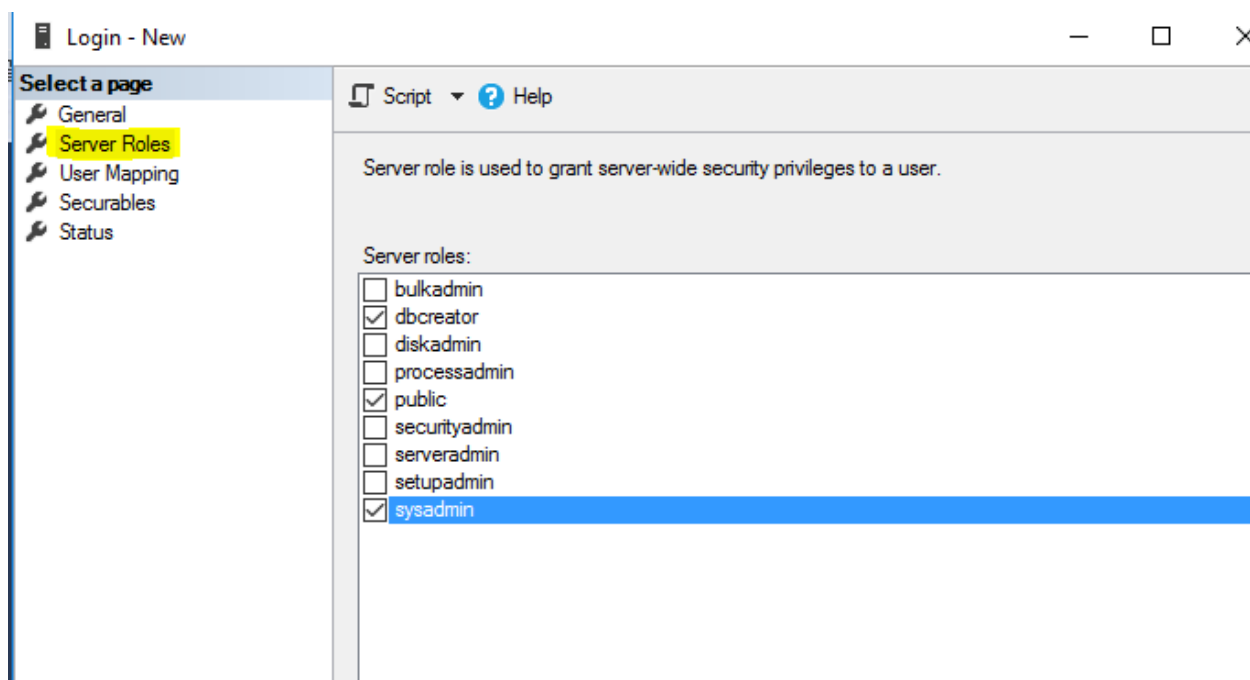 Login - New
Select a page
General
Server Roles
User Mapping
Securables
Status
Script Help
Server role is used to grant server-wide security privileges to a user.
Server roles:
bulkadmin
dbcreator
diskadmin
processadmin
public
securityadmin
serveradmin
setupadmin
sysadmin